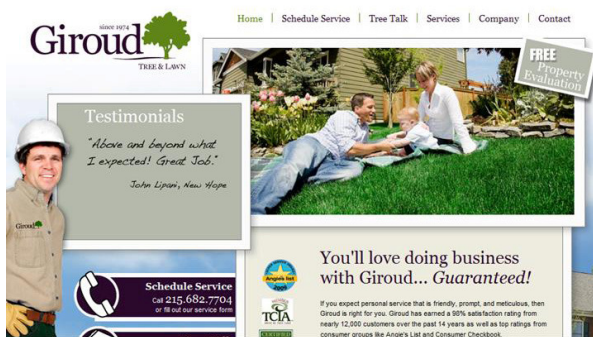 since 1974
Giroud
TREE & LAWN
Home Schedule Service Tree Talk Services Company Contact
FREE
Property
Evaluation
Testimonials
"Above and beyond what
I expected! Great Job."
John Lipani, New Hope
Giroud
Schedule Service
Call 215.682.7704
or fill out our service form
Angie's list
TCIA
CERTIFIED
You'll love doing business
with Giroud... Guaranteed!
If you expect personal service that is friendly, prompt, and meticulous, then
Giroud is right for you. Giroud has earned a 98% satisfaction rating from
nearly 12,000 customers over the past 14 years as well as top ratings from
consumer groups like Angie's List and Consumer Checkbook.